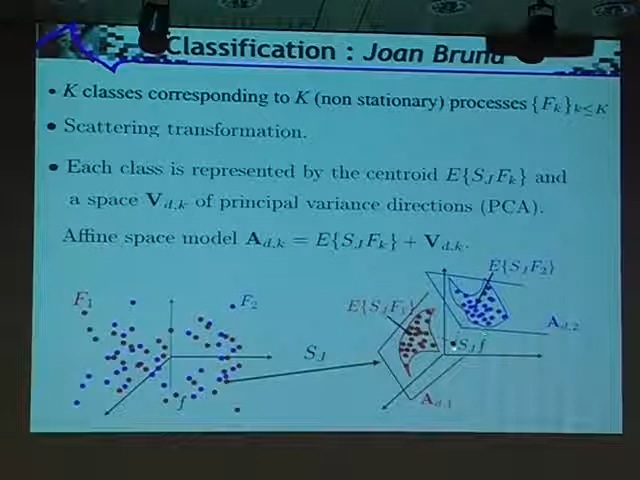 Classification : Joan Bruna
• K classes corresponding to K (non stationary) processes {F_k}_{k≤K}
• Scattering transformation.
• Each class is represented by the centroid E{S_J F_k} and
a space V_{d,k} of principal variance directions (PCA).
Affine space model A_{d,k} = E{S_J F_k} + V_{d,k}.
F_1
F_2
f
S_J
E{S_J F_1}
E{S_J F_2}
A_{d,2}
S_J f
A_{d,1}